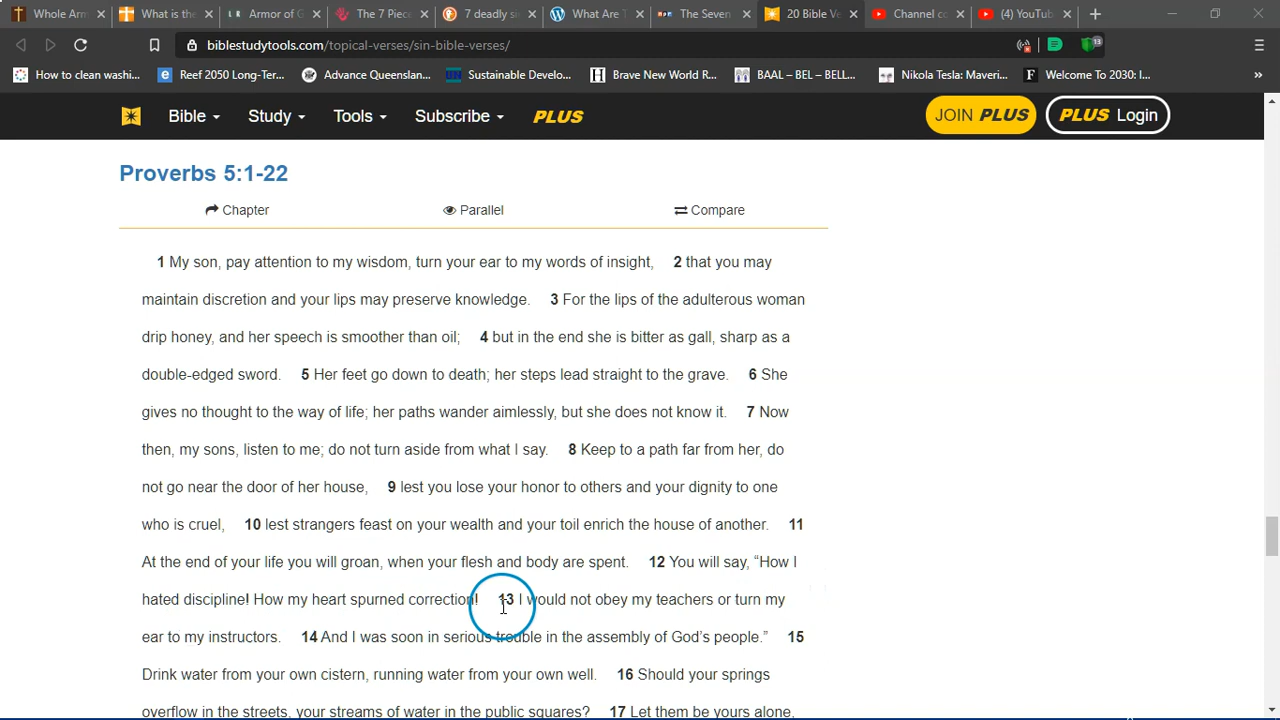 Whole Arm
What is the
Armor of G
The 7 Piece
7 deadly si
What Are T
The Seven
20 Bible Ve
Channel co
(4) YouTub
biblestudytools.com/topical-verses/sin-bible-verses/
13
How to clean washi...
Reef 2050 Long-Ter...
Advance Queenslan...
Sustainable Develo...
Brave New World R...
BAAL – BEL – BELL...
Nikola Tesla: Maveri...
Welcome To 2030: I...
»
Bible Study Tools Subscribe PLUS
JOIN PLUS PLUS Login
Proverbs 5:1-22
Chapter Parallel Compare
1 My son, pay attention to my wisdom, turn your ear to my words of insight, 2 that you may
maintain discretion and your lips may preserve knowledge. 3 For the lips of the adulterous woman
drip honey, and her speech is smoother than oil; 4 but in the end she is bitter as gall, sharp as a
double-edged sword. 5 Her feet go down to death; her steps lead straight to the grave. 6 She
gives no thought to the way of life; her paths wander aimlessly, but she does not know it. 7 Now
then, my sons, listen to me; do not turn aside from what I say. 8 Keep to a path far from her, do
not go near the door of her house, 9 lest you lose your honor to others and your dignity to one
who is cruel, 10 lest strangers feast on your wealth and your toil enrich the house of another. 11
At the end of your life you will groan, when your flesh and body are spent. 12 You will say, “How I
hated discipline! How my heart spurned correction! 13 I would not obey my teachers or turn my
ear to my instructors. 14 And I was soon in serious trouble in the assembly of God’s people.” 15
Drink water from your own cistern, running water from your own well. 16 Should your springs
overflow in the streets, your streams of water in the public squares? 17 Let them be yours alone,